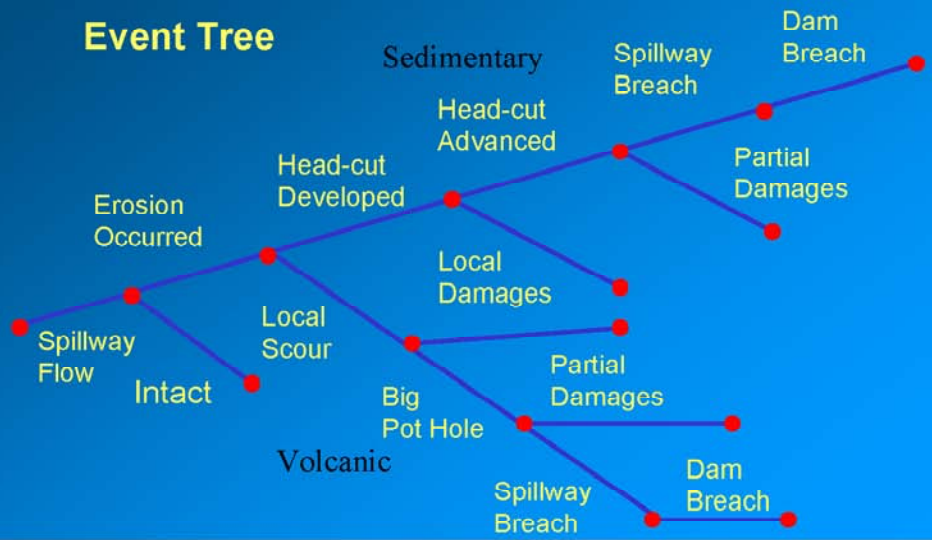 Event Tree
Sedimentary
Dam
Breach
Spillway
Breach
Head-cut
Advanced
Partial
Damages
Head-cut
Developed
Erosion
Occurred
Local
Damages
Local
Scour
Spillway
Flow
Intact
Partial
Damages
Big
Pot Hole
Volcanic
Dam
Breach
Spillway
Breach